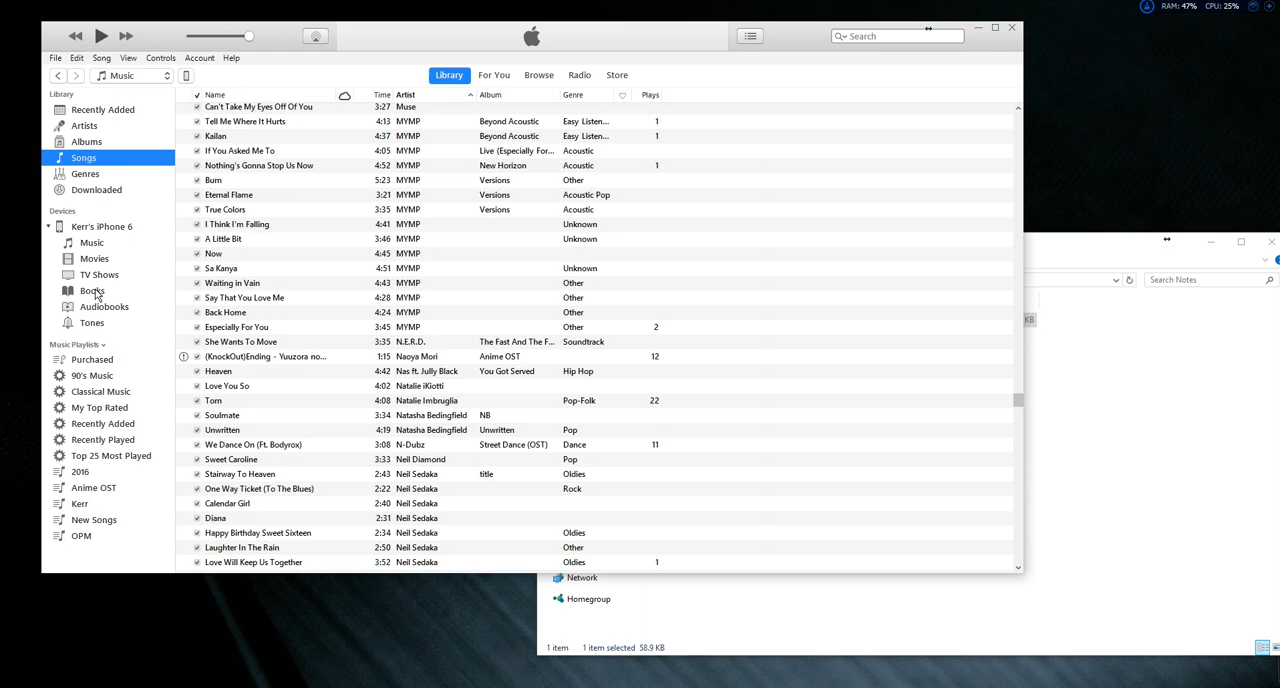 RAM: 47% CPU: 25%
Search
File Edit Song View Controls Account Help
Music Library For You Browse Radio Store
Library
Recently Added
Artists
Albums
Songs
Genres
Downloaded
Devices
Kerr's iPhone 6
Music
Movies
TV Shows
Books
Audiobooks
Tones
Music Playlists
Purchased
90's Music
Classical Music
My Top Rated
Recently Added
Recently Played
Top 25 Most Played
2016
Anime OST
Kerr
New Songs
OPM
Name Time Artist Album Genre Plays
Can't Take My Eyes Off Of You 3:27 Muse
Tell Me Where It Hurts 4:13 MYMP Beyond Acoustic Easy Listen... 1
Kailan 4:37 MYMP Beyond Acoustic Easy Listen... 1
If You Asked Me To 4:05 MYMP Live (Especially For... Acoustic
Nothing's Gonna Stop Us Now 4:52 MYMP New Horizon Acoustic 1
Burn 5:23 MYMP Versions Other
Eternal Flame 3:21 MYMP Versions Acoustic Pop
True Colors 3:35 MYMP Versions Acoustic
I Think I'm Falling 4:41 MYMP Unknown
A Little Bit 3:46 MYMP Unknown
Now 4:45 MYMP
Sa Kanya 4:51 MYMP Unknown
Waiting in Vain 4:43 MYMP Other
Say That You Love Me 4:28 MYMP Other
Back Home 4:24 MYMP Other
Especially For You 3:45 MYMP Other 2
She Wants To Move 3:35 N.E.R.D. The Fast And The F... Soundtrack
(KnockOut)Ending - Yuuzora no... 1:15 Naoya Mori Anime OST 12
Heaven 4:42 Nas ft. Jully Black You Got Served Hip Hop
Love You So 4:02 Natalie iKiotti
Torn 4:08 Natalie Imbruglia Pop-Folk 22
Soulmate 3:34 Natasha Bedingfield NB
Unwritten 4:19 Natasha Bedingfield Unwritten Pop
We Dance On (Ft. Bodyrox) 3:08 N-Dubz Street Dance (OST) Dance 11
Sweet Caroline 3:33 Neil Diamond Pop
Stairway To Heaven 2:43 Neil Sedaka title Oldies
One Way Ticket (To The Blues) 2:22 Neil Sedaka Rock
Calendar Girl 2:40 Neil Sedaka
Diana 2:31 Neil Sedaka
Happy Birthday Sweet Sixteen 2:34 Neil Sedaka Oldies
Laughter In The Rain 2:50 Neil Sedaka Other
Love Will Keep Us Together 3:52 Neil Sedaka Oldies 1
Search Notes
KB
Network
Homegroup
1 item 1 item selected 58.9 KB